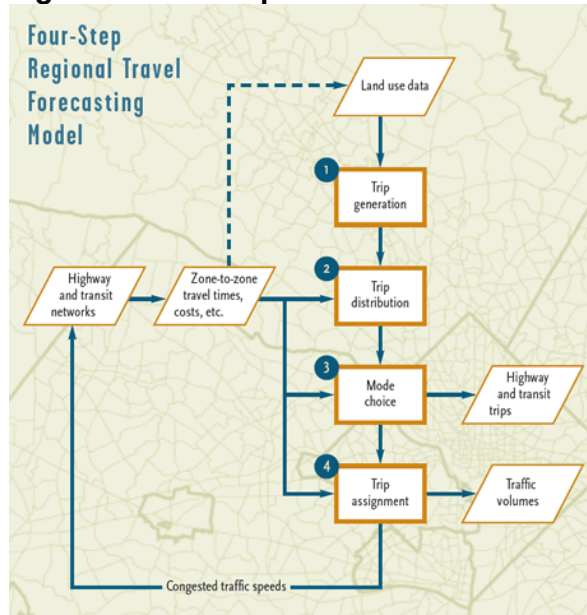 Four-Step
Regional Travel
Forecasting
Model
Land use data
1
Trip
generation
2
Trip
distribution
Highway
and transit
networks
Zone-to-zone
travel times,
costs, etc.
3
Mode
choice
Highway
and transit
trips
4
Trip
assignment
Traffic
volumes
Congested traffic speeds